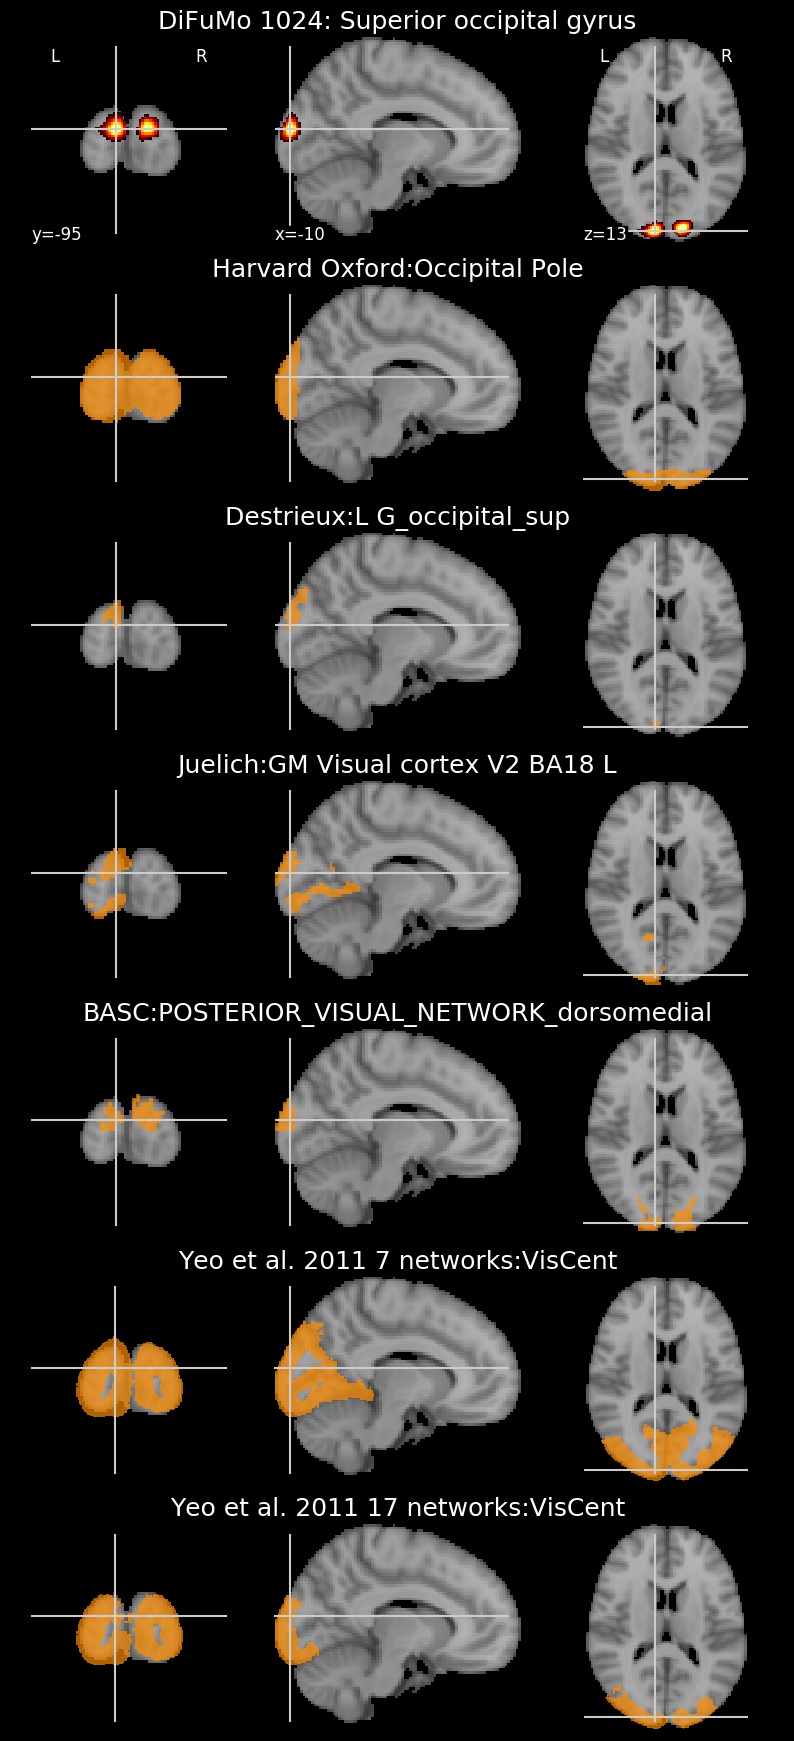 DiFuMo 1024: Superior occipital gyrus
L R L R
y=-95 x=-10 z=13
Harvard Oxford:Occipital Pole
Destrieux:L G_occipital_sup
Juelich:GM Visual cortex V2 BA18 L
BASC:POSTERIOR_VISUAL_NETWORK_dorsomedial
Yeo et al. 2011 7 networks:VisCent
Yeo et al. 2011 17 networks:VisCent